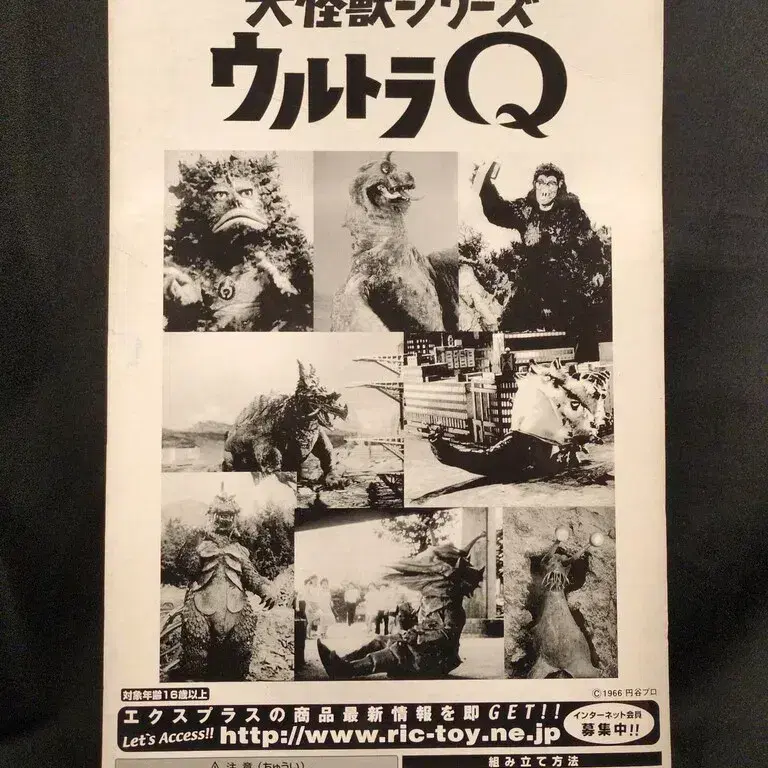 大怪獣シリーズ
ウルトラQ
対象年齢16歳以上
©1966 円谷プロ
エクスプラスの商品最新情報を即GET!!
Let's Access!! http://www.ric-toy.ne.jp
インターネット会員
募集中!!
⚠ 注意(ちゅうい)
組み立て方法